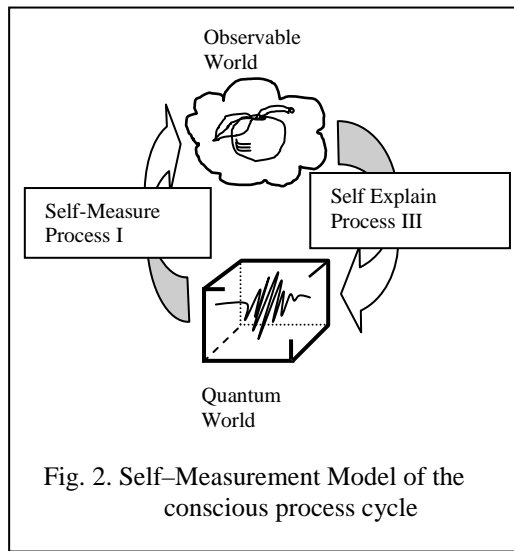 Observable
World
Self-Measure
Process I
Self Explain
Process III
Quantum
World
Fig. 2. Self–Measurement Model of the
conscious process cycle